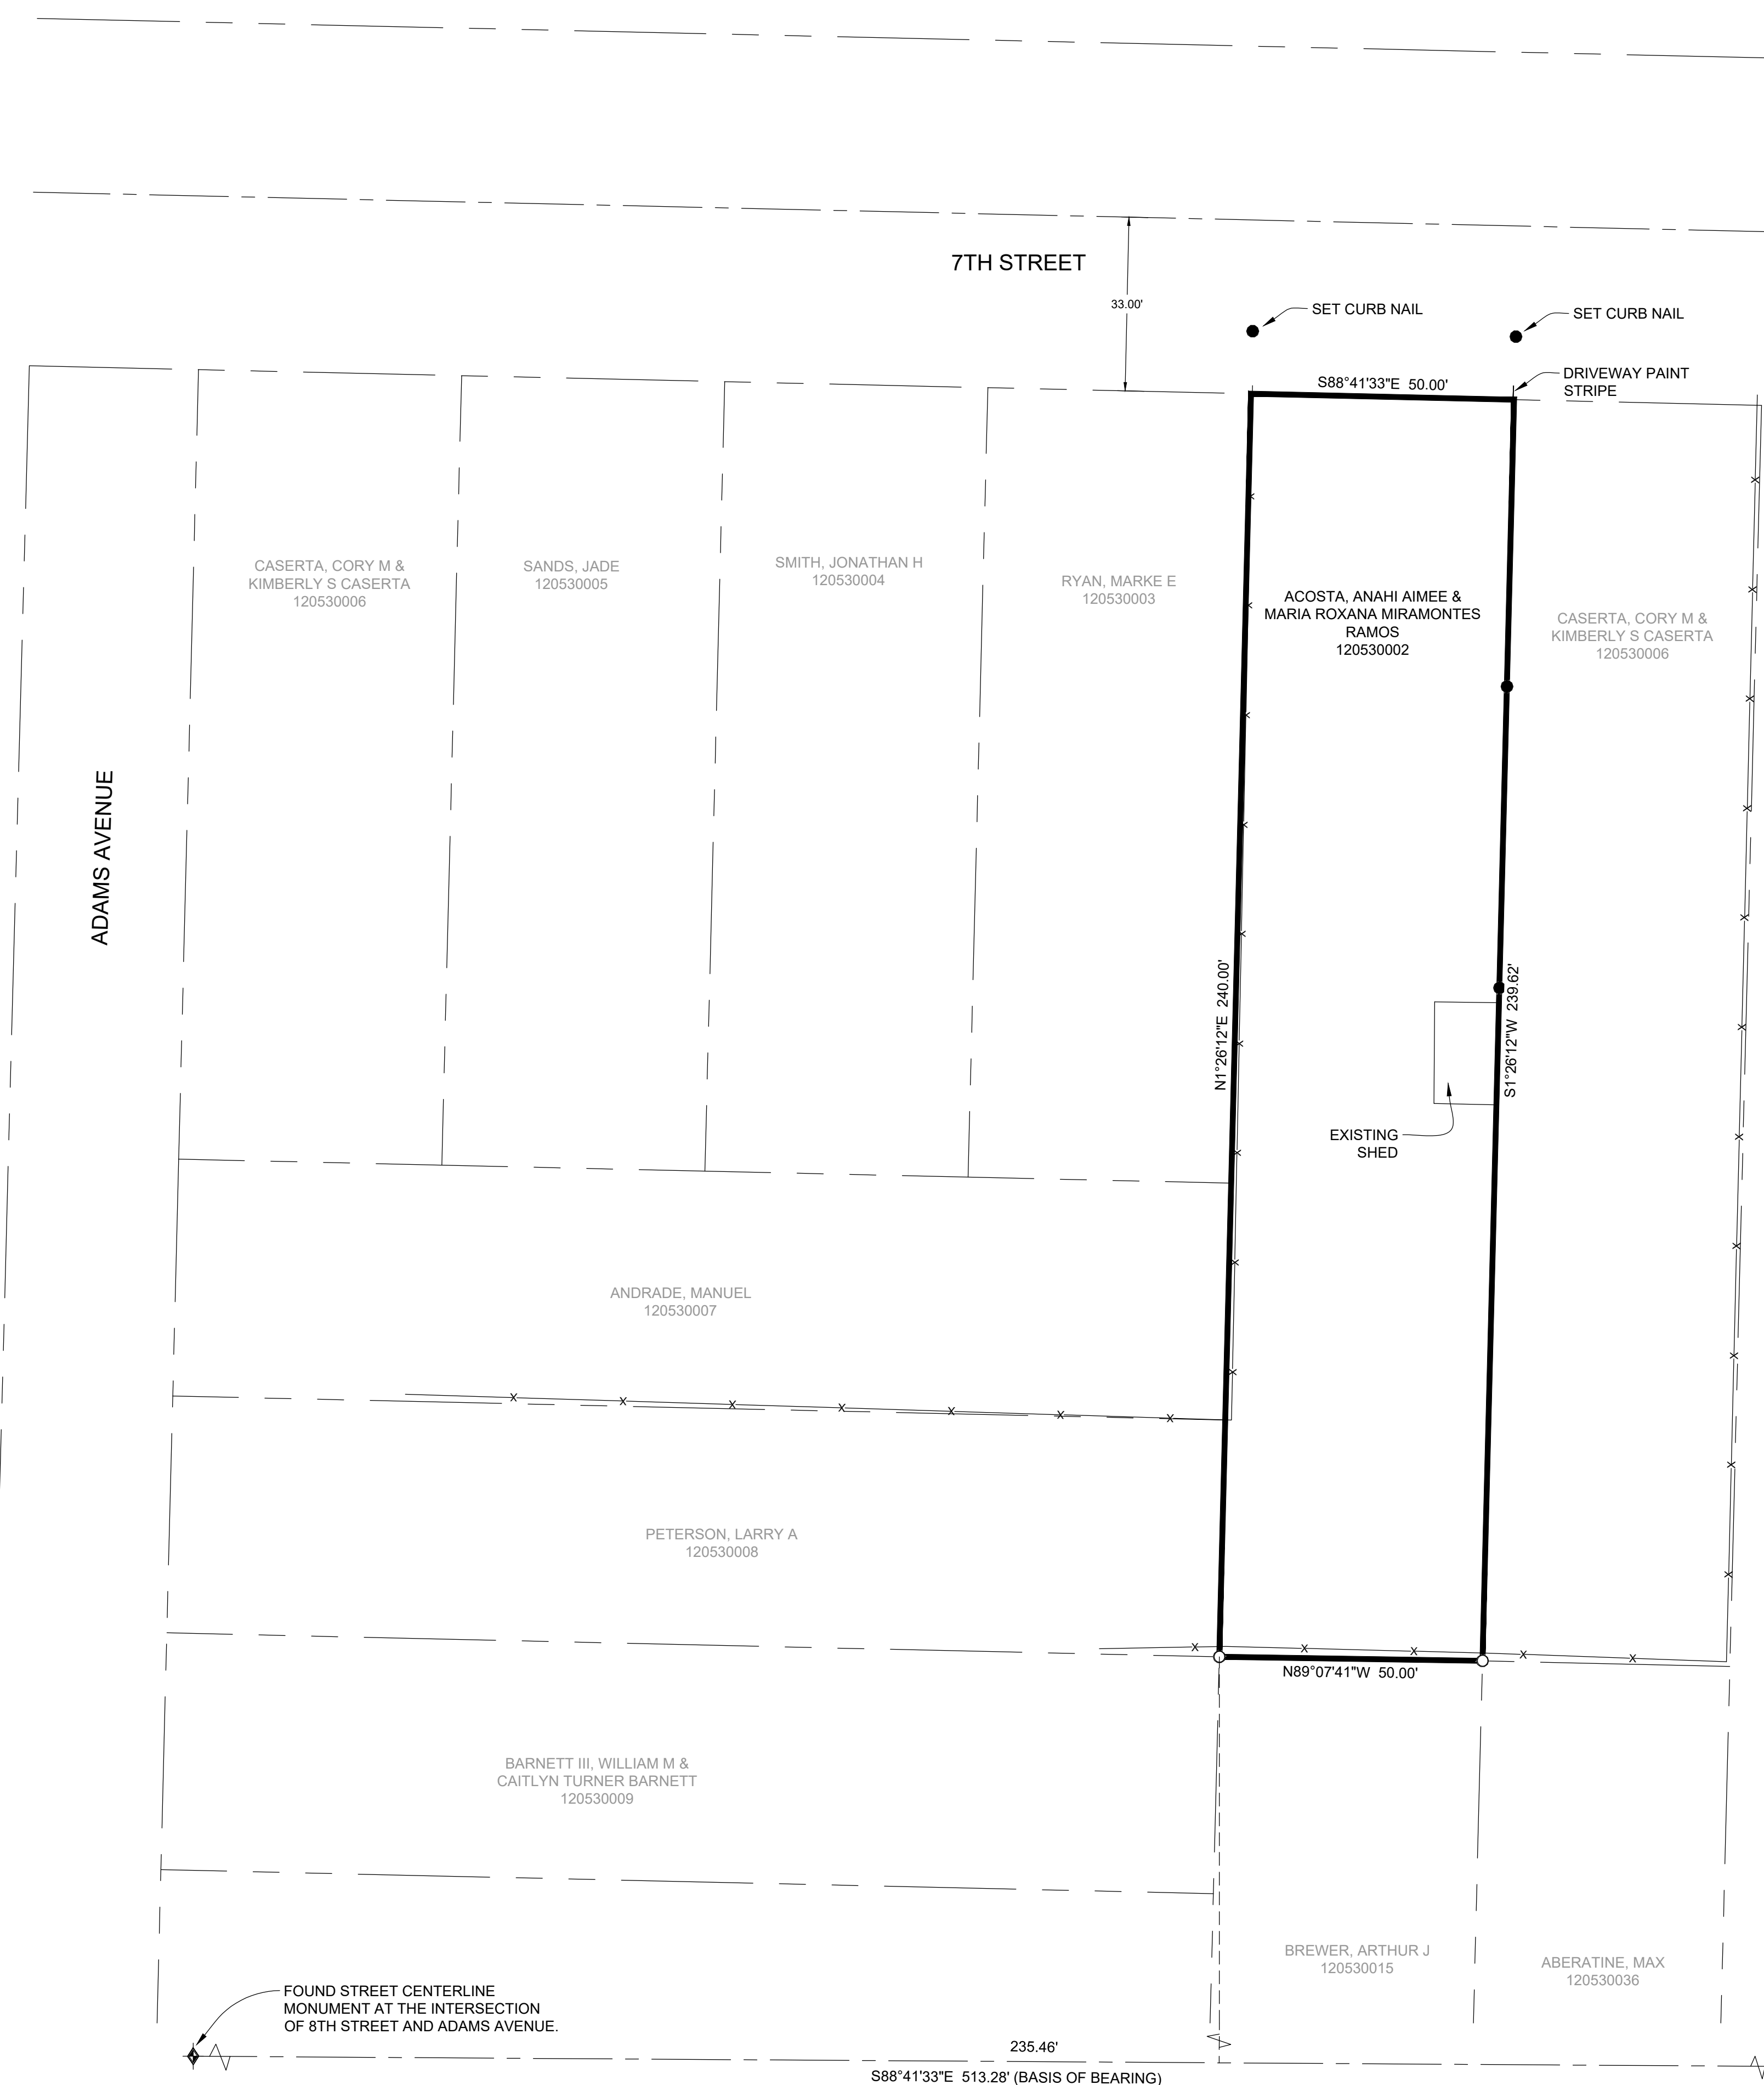 7TH STREET
33.00'
SET CURB NAIL
SET CURB NAIL
DRIVEWAY PAINT
STRIPE
S88°41'33"E 50.00'
CASERTA, CORY M &
KIMBERLY S CASERTA
120530006
SANDS, JADE
120530005
SMITH, JONATHAN H
120530004
RYAN, MARKE E
120530003
ACOSTA, ANAHI AIMEE &
MARIA ROXANA MIRAMONTES
RAMOS
120530002
CASERTA, CORY M &
KIMBERLY S CASERTA
120530006
ADAMS AVENUE
N1°26'12"E 240.00'
S1°26'12"W 239.62'
EXISTING
SHED
ANDRADE, MANUEL
120530007
PETERSON, LARRY A
120530008
N89°07'41"W 50.00'
BARNETT III, WILLIAM M &
CAITLYN TURNER BARNETT
120530009
BREWER, ARTHUR J
120530015
ABERATINE, MAX
120530036
FOUND STREET CENTERLINE
MONUMENT AT THE INTERSECTION
OF 8TH STREET AND ADAMS AVENUE.
235.46'
S88°41'33"E 513.28' (BASIS OF BEARING)